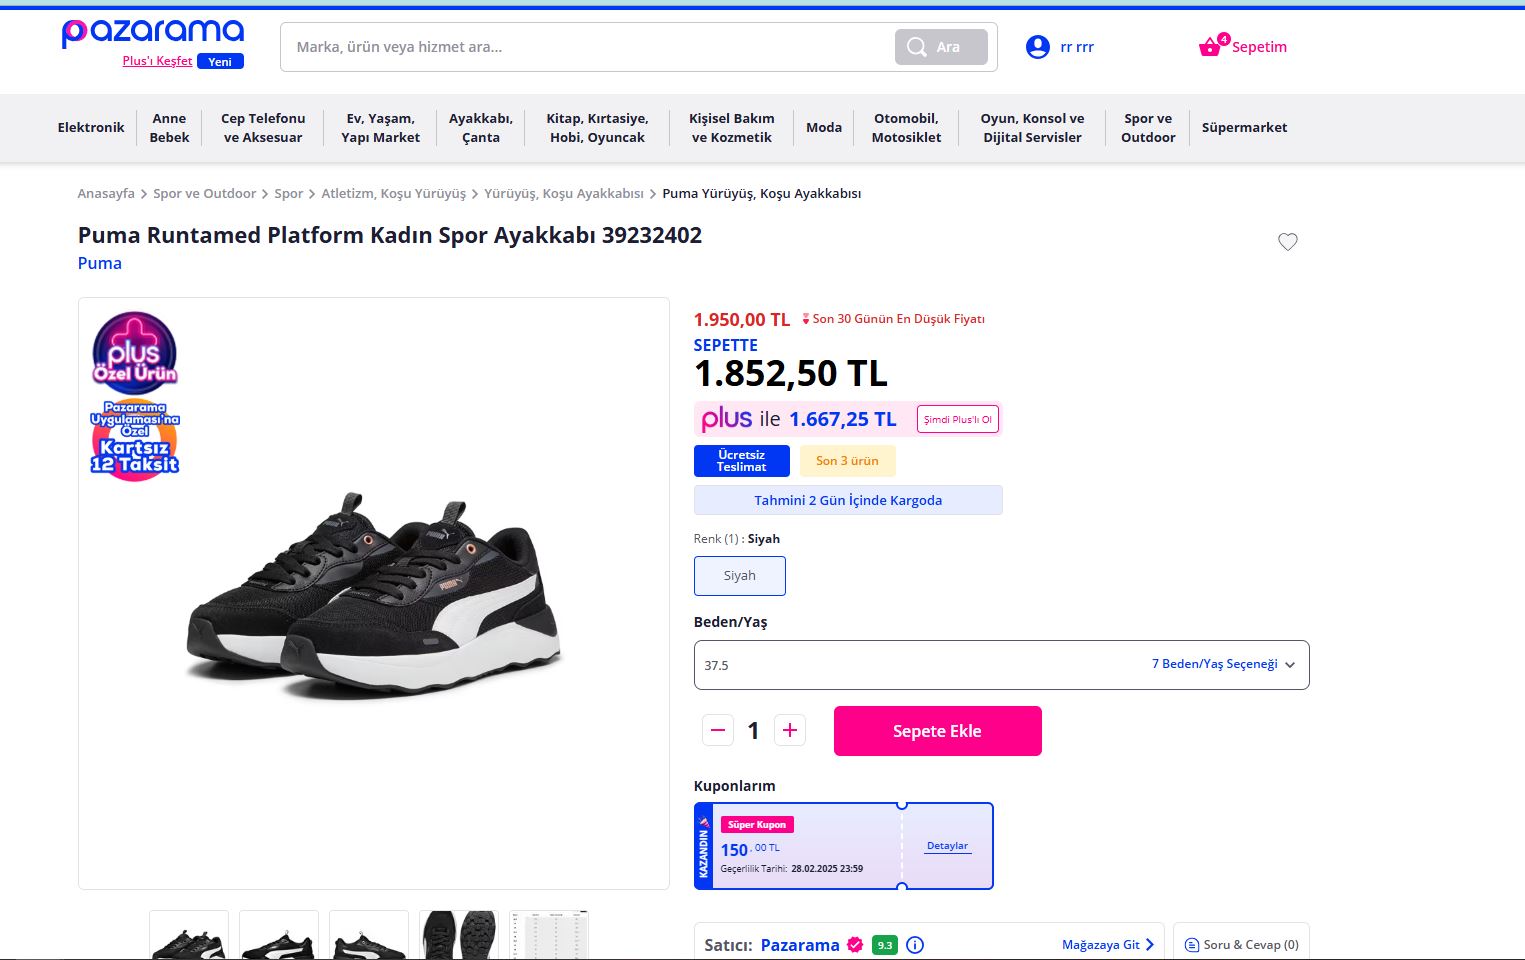 pazarama
Plus'ı Keşfet Yeni
Marka, ürün veya hizmet ara...
Ara
rr rrr
4
Sepetim
Elektronik
Anne
Bebek
Cep Telefonu
ve Aksesuar
Ev, Yaşam,
Yapı Market
Ayakkabı,
Çanta
Kitap, Kırtasiye,
Hobi, Oyuncak
Kişisel Bakım
ve Kozmetik
Moda
Otomobil,
Motosiklet
Oyun, Konsol ve
Dijital Servisler
Spor ve
Outdoor
Süpermarket
Anasayfa > Spor ve Outdoor > Spor > Atletizm, Koşu Yürüyüş > Yürüyüş, Koşu Ayakkabısı > Puma Yürüyüş, Koşu Ayakkabısı
Puma Runtamed Platform Kadın Spor Ayakkabı 39232402
Puma
plus
Özel Ürün
Pazarama
Uygulaması'na
Özel
Kartsız
12 Taksit
1.950,00 TL Son 30 Günün En Düşük Fiyatı
SEPETTE
1.852,50 TL
plus ile 1.667,25 TL Şimdi Plus'lı Ol
Ücretsiz
Teslimat
Son 3 ürün
Tahmini 2 Gün İçinde Kargoda
Renk (1) : Siyah
Siyah
Beden/Yaş
37.5 7 Beden/Yaş Seçeneği
1
Sepete Ekle
Kuponlarım
KAZANDIN
Süper Kupon
150,00 TL
Detaylar
Geçerlilik Tarihi: 28.02.2025 23:59
Satıcı: Pazarama 9.3
Mağazaya Git
Soru & Cevap (0)